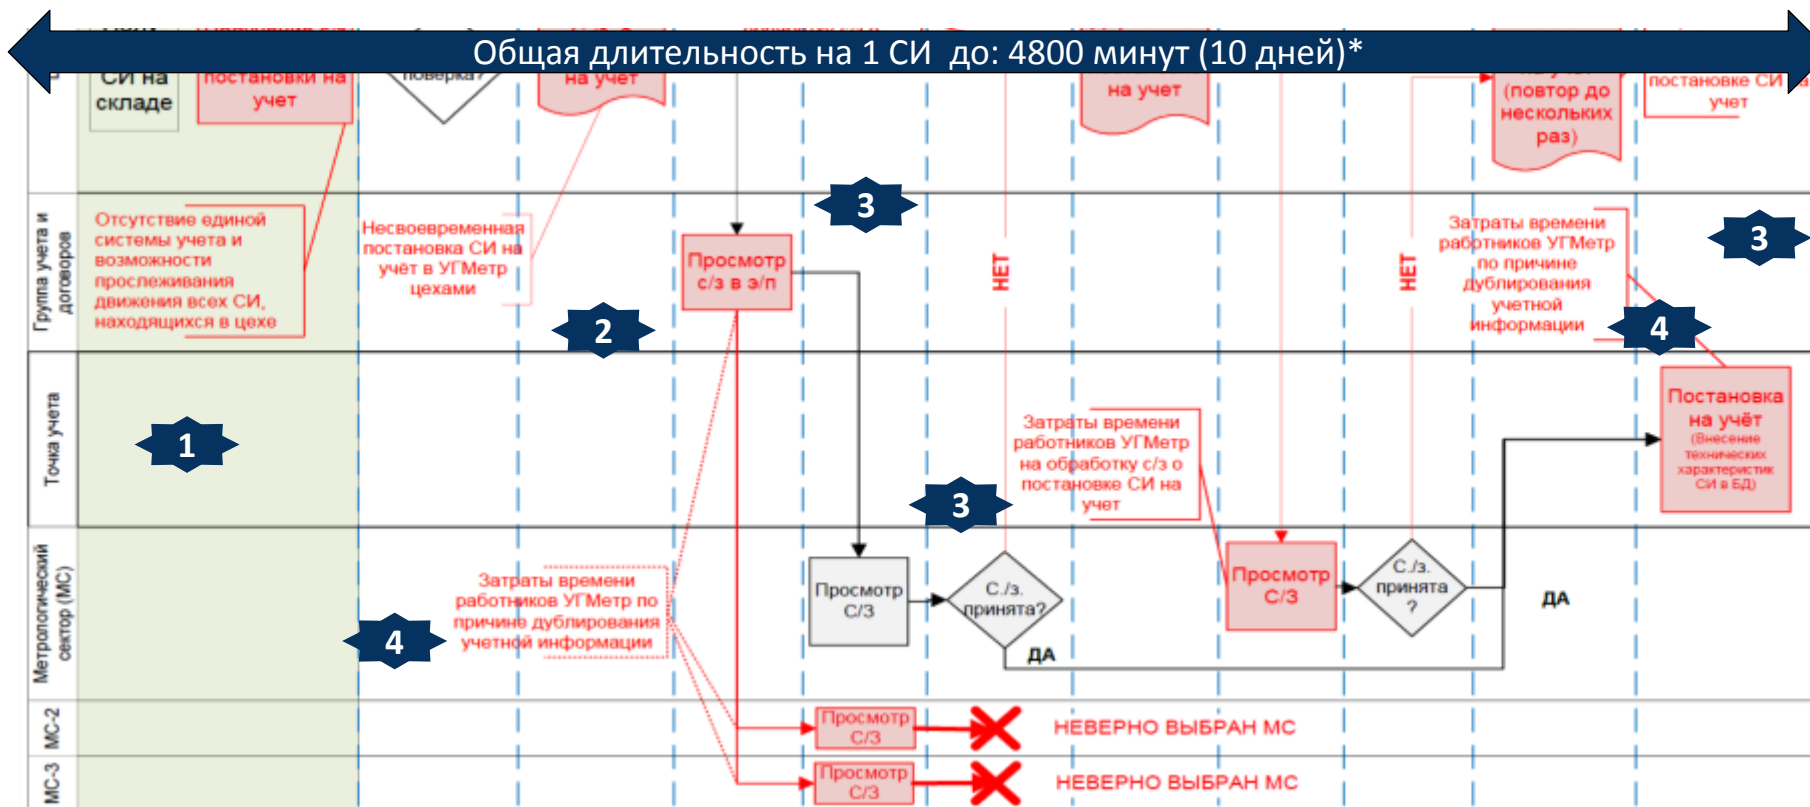 Общая длительность на 1 СИ до: 4800 минут (10 дней)*
СИ на
складе
постановки на
учет
поверка?
на учет
на учет
(повтор до
нескольких
раз)
постановке СИ на
учет
Группа учета и
договоров
Отсутствие единой
системы учета и
возможности
прослеживания
движения всех СИ,
находящихся в цехе
Несвоевременная
постановка СИ на
учёт в УГМетр
цехами
2
Просмотр
с/з в э/п
3
НЕТ
НЕТ
Затраты времени
работников УГМетр
по причине
дублирования
учетной
информации
3
4
Точка учета
1
3
Затраты времени
работников УГМетр
на обработку с/з о
постановке СИ на
учет
Постановка
на учёт
(Внесение
технических
характеристик
СИ в БД)
Метрологический
сектор (МС)
4
Затраты времени
работников УГМетр по
причине дублирования
учетной информации
Просмотр
С/З
С./з.
принята?
ДА
Просмотр
С/З
С./з.
принята
?
ДА
МС-2
Просмотр
С/З
НЕВЕРНО ВЫБРАН МС
МС-3
Просмотр
С/З
НЕВЕРНО ВЫБРАН МС